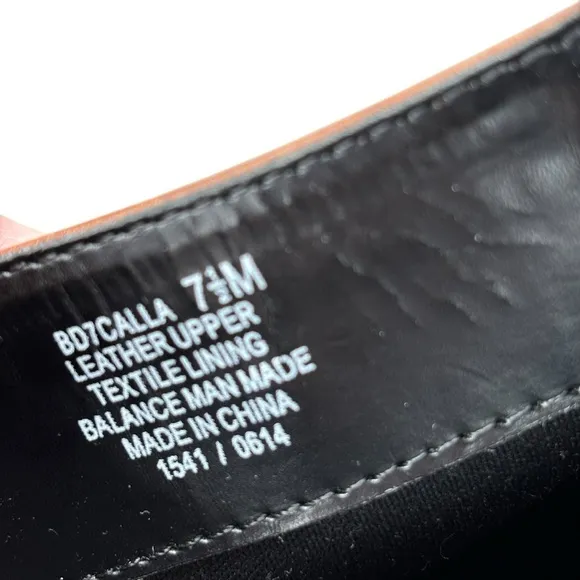 BD7CALLA 7½M
LEATHER UPPER
TEXTILE LINING
BALANCE MAN MADE
MADE IN CHINA
1541 / 0614